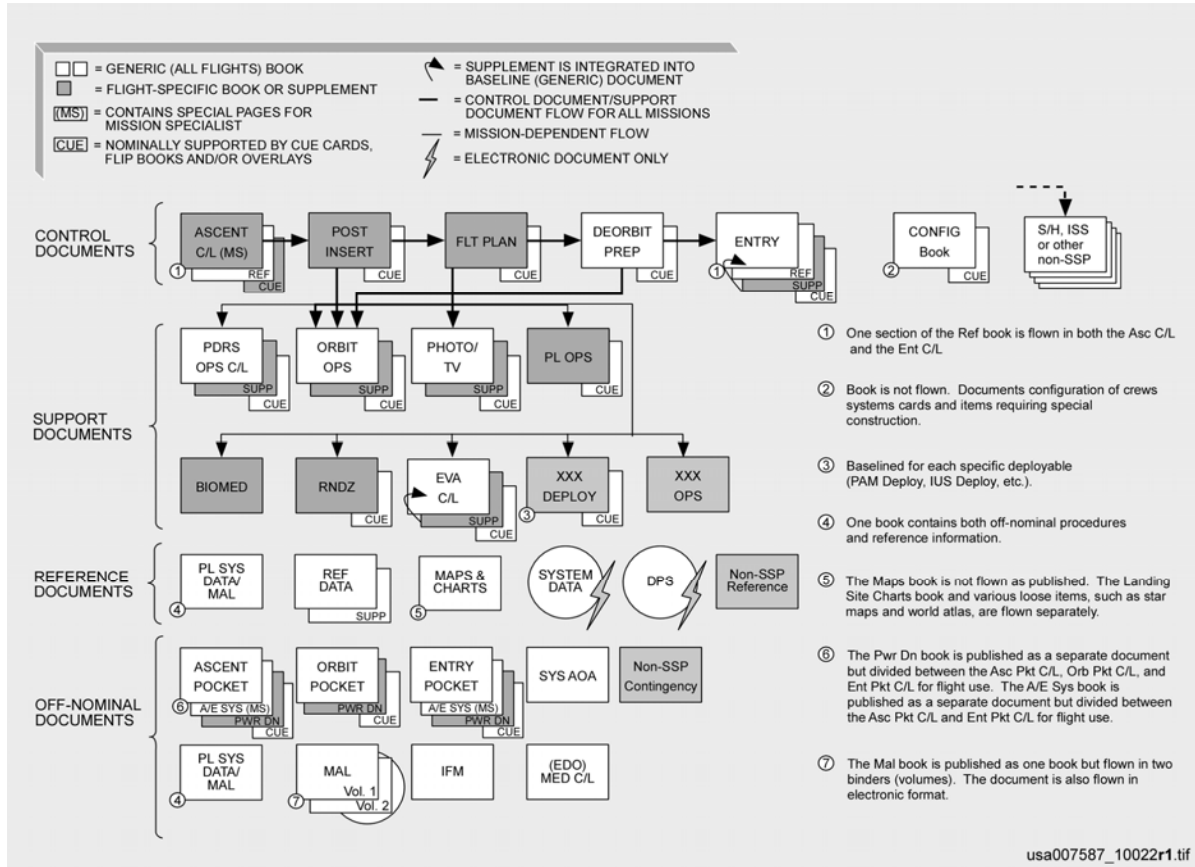 = GENERIC (ALL FLIGHTS) BOOK
= FLIGHT-SPECIFIC BOOK OR SUPPLEMENT
(MS) = CONTAINS SPECIAL PAGES FOR
MISSION SPECIALIST
CUE = NOMINALLY SUPPORTED BY CUE CARDS,
FLIP BOOKS AND/OR OVERLAYS
= SUPPLEMENT IS INTEGRATED INTO
BASELINE (GENERIC) DOCUMENT
= CONTROL DOCUMENT/SUPPORT
DOCUMENT FLOW FOR ALL MISSIONS
= MISSION-DEPENDENT FLOW
= ELECTRONIC DOCUMENT ONLY
CONTROL
DOCUMENTS
ASCENT
C/L (MS)
REF
CUE
1
POST
INSERT
CUE
FLT PLAN
CUE
DEORBIT
PREP
CUE
ENTRY
1
REF
SUPP
CUE
CONFIG
Book
2
CUE
S/H, ISS
or other
non-SSP
SUPPORT
DOCUMENTS
PDRS
OPS C/L
SUPP
CUE
ORBIT
OPS
SUPP
CUE
PHOTO/
TV
SUPP
CUE
PL OPS
CUE
BIOMED
RNDZ
CUE
EVA
C/L
SUPP
CUE
XXX
DEPLOY
3
CUE
XXX
OPS
REFERENCE
DOCUMENTS
PL SYS
DATA/
MAL
4
REF
DATA
SUPP
MAPS &
CHARTS
5
SYSTEM
DATA
DPS
Non-SSP
Reference
OFF-NOMINAL
DOCUMENTS
ASCENT
POCKET
6
A/E SYS (MS)
PWR DN
CUE
ORBIT
POCKET
PWR DN
CUE
ENTRY
POCKET
A/E SYS (MS)
PWR DN
CUE
SYS AOA
Non-SSP
Contingency
PL SYS
DATA/
MAL
4
MAL
Vol. 1
7
Vol. 2
IFM
(EDO)
MED C/L
1 One section of the Ref book is flown in both the Asc C/L
and the Ent C/L
2 Book is not flown. Documents configuration of crews
systems cards and items requiring special
construction.
3 Baselined for each specific deployable
(PAM Deploy, IUS Deploy, etc.).
4 One book contains both off-nominal procedures
and reference information.
5 The Maps book is not flown as published. The Landing
Site Charts book and various loose items, such as star
maps and world atlas, are flown separately.
6 The Pwr Dn book is published as a separate document
but divided between the Asc Pkt C/L, Orb Pkt C/L, and
Ent Pkt C/L for flight use. The A/E Sys book is
published as a separate document but divided between
the Asc Pkt C/L and Ent Pkt C/L for flight use.
7 The Mal book is published as one book but flown in two
binders (volumes). The document is also flown in
electronic format.
usa007587_10022r1.tif